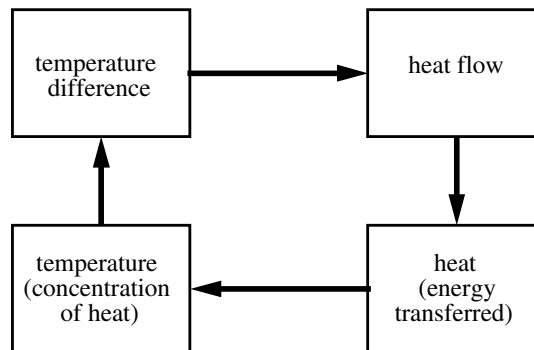 temperature
difference
heat flow
temperature
(concentration
of heat)
heat
(energy
transferred)